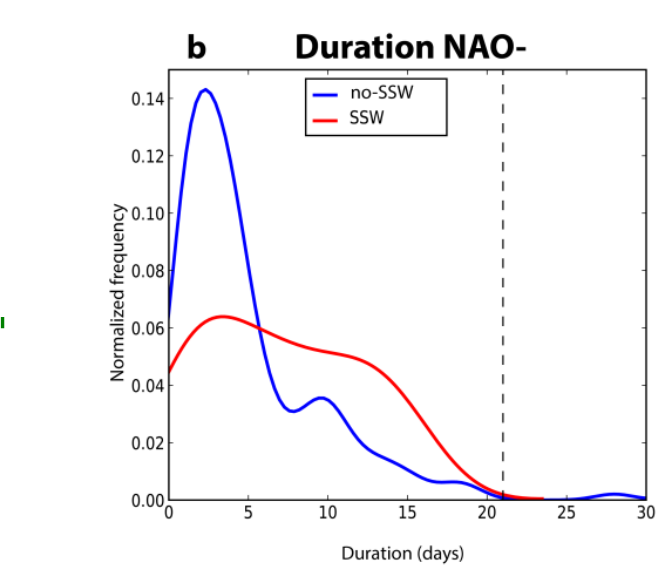 b Duration NAO-
no-SSW
SSW
Normalized frequency
0.14
0.12
0.10
0.08
0.06
0.04
0.02
0.00
0 5 10 15 20 25 30
Duration (days)